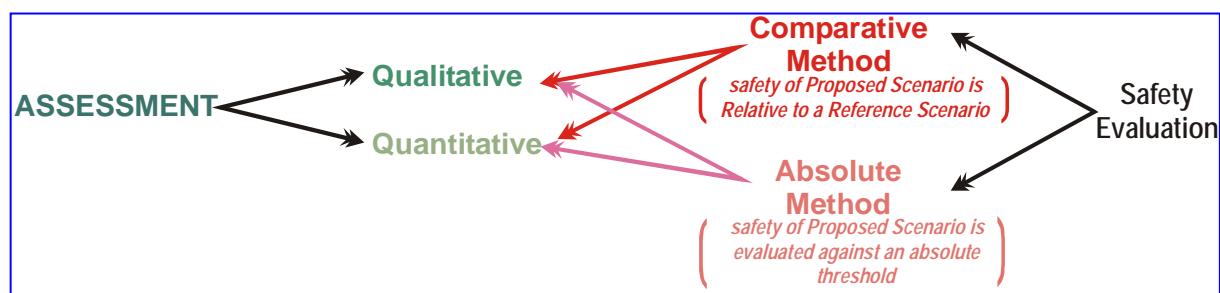 ASSESSMENT
Qualitative
Quantitative
Comparative
Method
safety of Proposed Scenario is
Relative to a Reference Scenario
Absolute
Method
safety of Proposed Scenario is
evaluated against an absolute
threshold
Safety
Evaluation